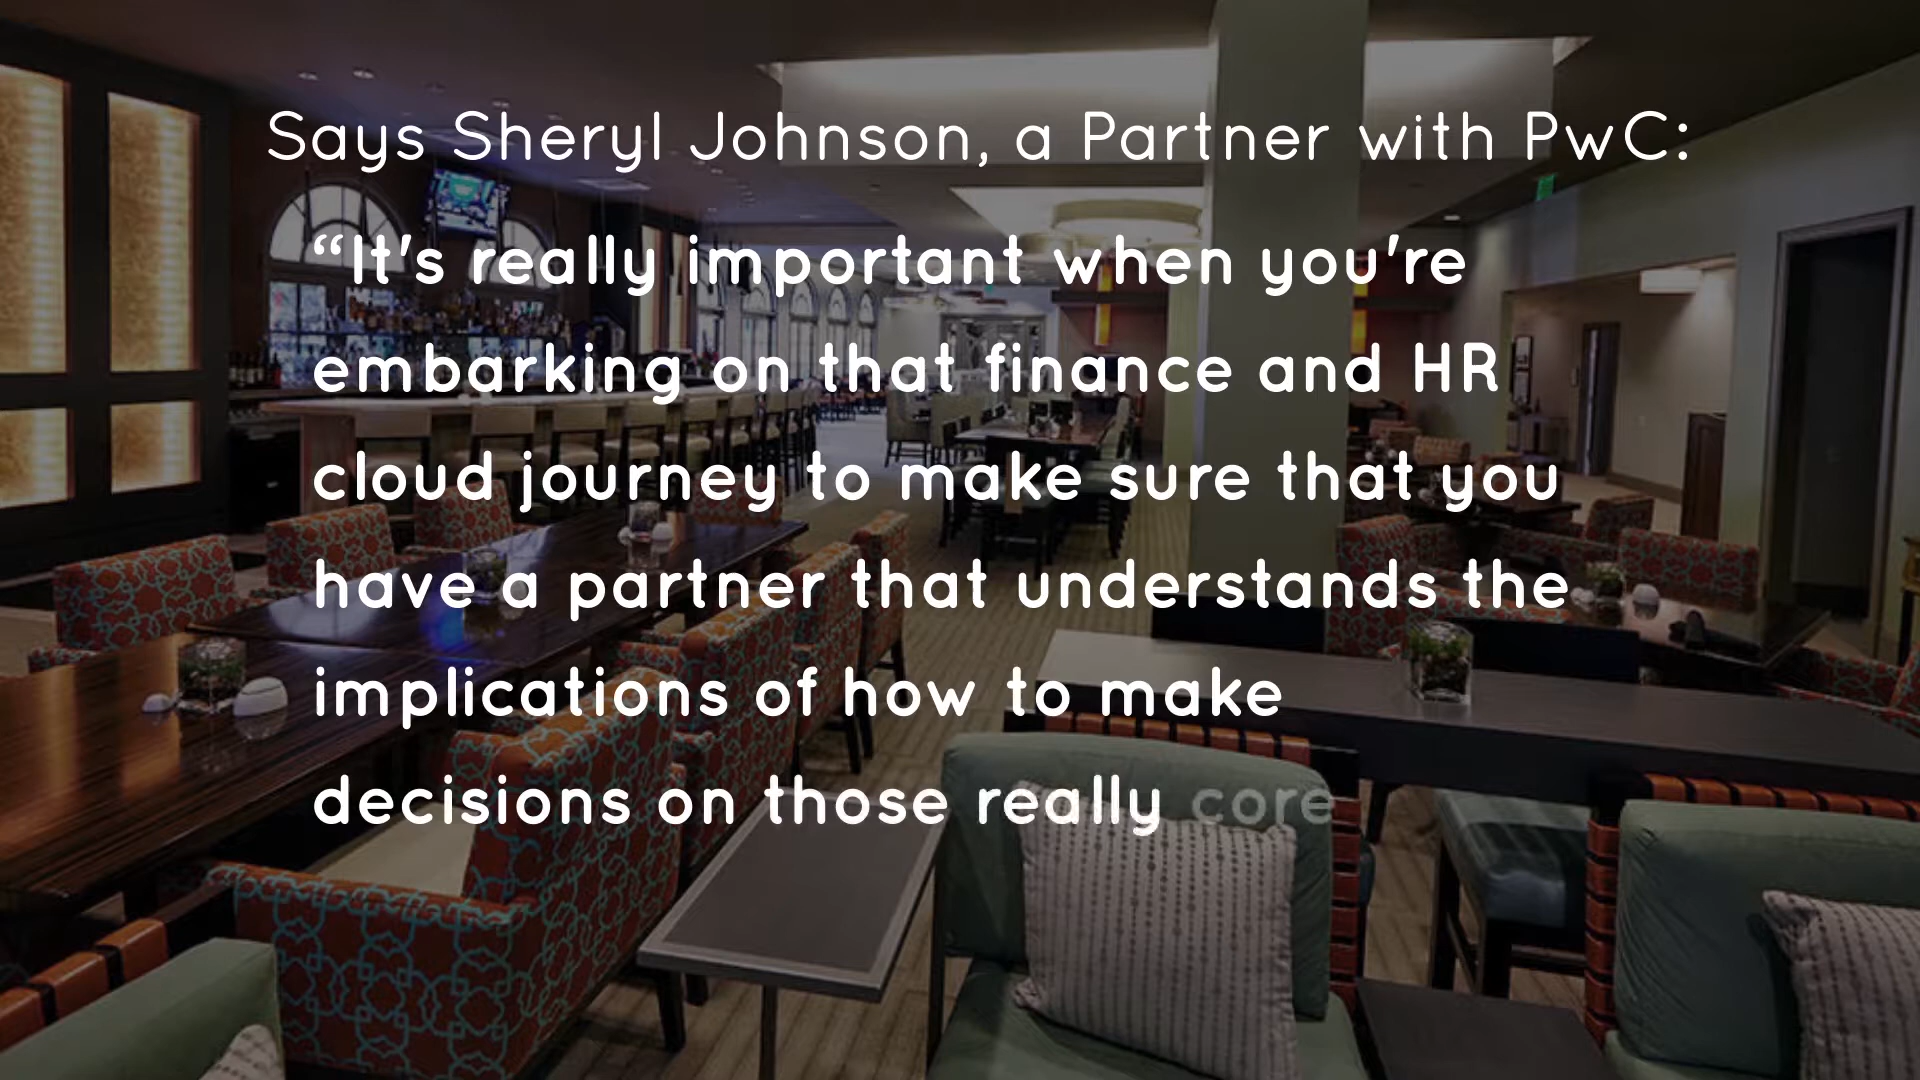 Says Sheryl Johnson, a Partner with PwC:
“It's really important when you're
embarking on that finance and HR
cloud journey to make sure that you
have a partner that understands the
implications of how to make
decisions on those really core